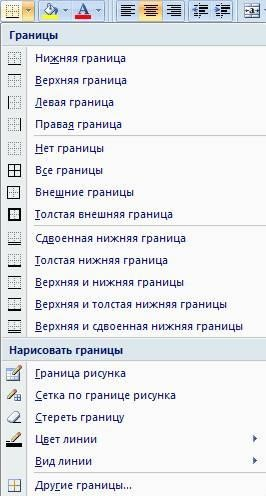 Границы
Нижняя граница
Верхняя граница
Левая граница
Правая граница
Нет границы
Все границы
Внешние границы
Толстая внешняя граница
Сдвоенная нижняя граница
Толстая нижняя граница
Верхняя и нижняя границы
Верхняя и толстая нижняя границы
Верхняя и сдвоенная нижняя границы
Нарисовать границы
Граница рисунка
Сетка по границе рисунка
Стереть границу
Цвет линии
Вид линии
Другие границы...